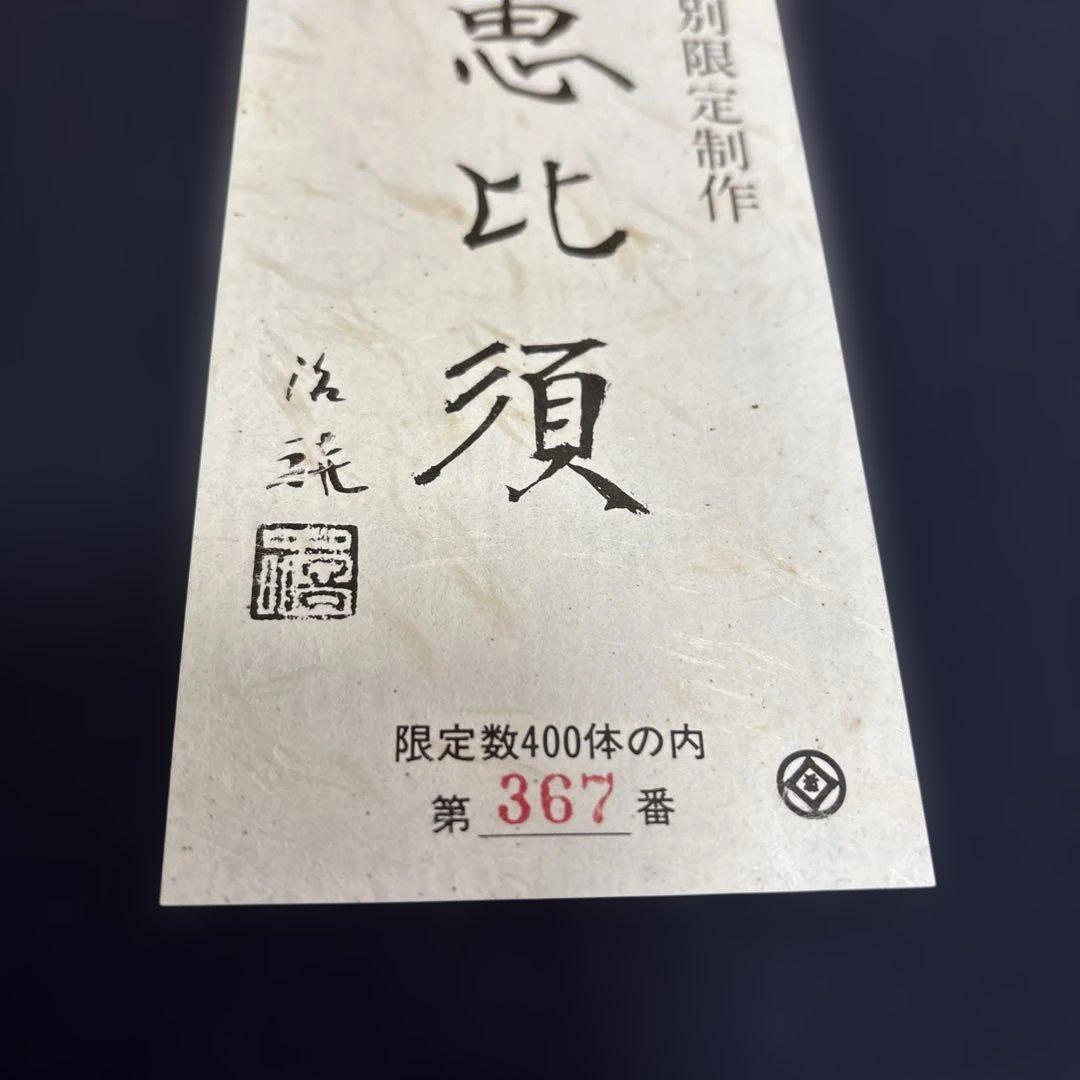 別限定制作
恵比須
限定数400体の内
第 367 番